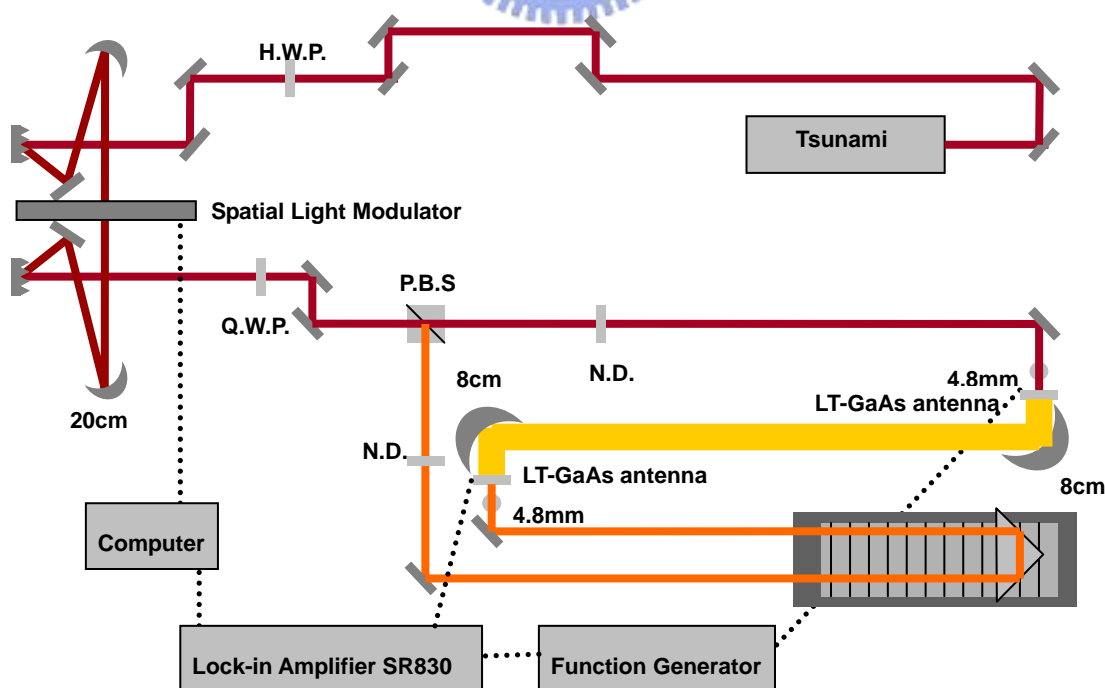 H.W.P.
Tsunami
Spatial Light Modulator
P.B.S
Q.W.P.
N.D.
8cm
4.8mm
LT-GaAs antenna
20cm
N.D.
LT-GaAs antenna
8cm
4.8mm
Computer
Lock-in Amplifier SR830
Function Generator